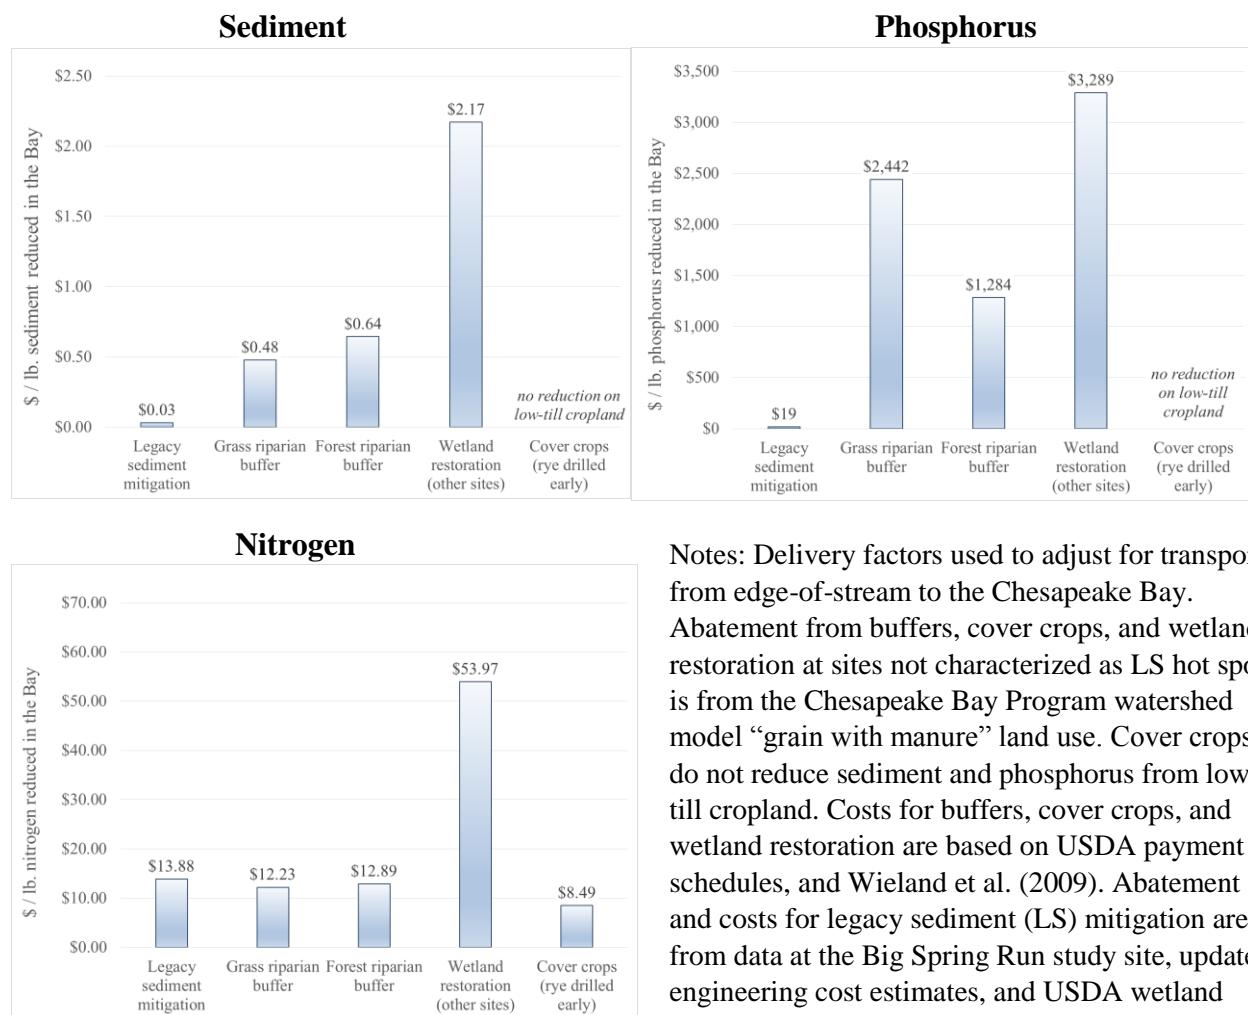 Sediment
$ / lb. sediment reduced in the Bay
$2.50
$2.00
$1.50
$1.00
$0.50
$0.00
$0.03
$0.48
$0.64
$2.17
no reduction on
low-till cropland
Legacy
sediment
mitigation
Grass riparian
buffer
Forest riparian
buffer
Wetland
restoration
(other sites)
Cover crops
(rye drilled
early)
Phosphorus
$ / lb. phosphorus reduced in the Bay
$3,500
$3,000
$2,500
$2,000
$1,500
$1,000
$500
$0
$19
$2,442
$1,284
$3,289
no reduction
on low-till
cropland
Legacy
sediment
mitigation
Grass riparian
buffer
Forest riparian
buffer
Wetland
restoration
(other sites)
Cover crops
(rye drilled
early)
Nitrogen
$ / lb. nitrogen reduced in the Bay
$70.00
$60.00
$50.00
$40.00
$30.00
$20.00
$10.00
$0.00
$13.88
$12.23
$12.89
$53.97
$8.49
Legacy
sediment
mitigation
Grass riparian
buffer
Forest riparian
buffer
Wetland
restoration
(other sites)
Cover crops
(rye drilled
early)
Notes: Delivery factors used to adjust for
from edge-of-stream to the Chesapeake Bay.
Abatement from buffers, cover crops, and
restoration at sites not characterized as LS hot
is from the Chesapeake Bay Program watershed
model “grain with manure” land use. Cover crops
do not reduce sediment and phosphorus from low
till cropland. Costs for buffers, cover crops, and
wetland restoration are based on USDA payment
schedules, and Wieland et al. (2009). Abatement
and costs for legacy sediment (LS) mitigation are
from data at the Big Spring Run study site,
engineering cost estimates, and USDA wetland